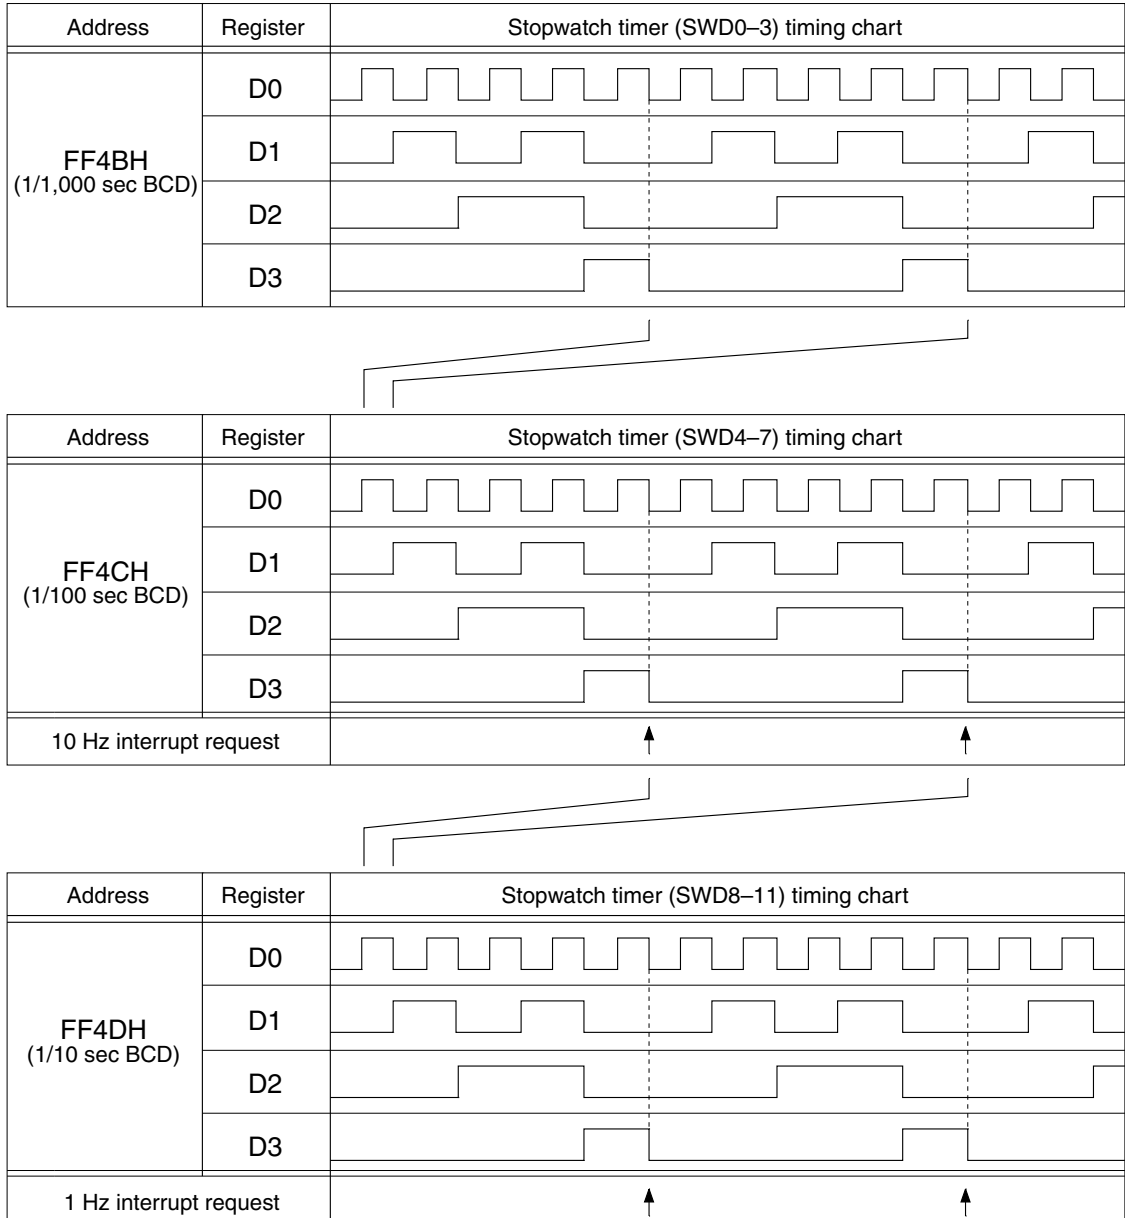 Address Register Stopwatch timer (SWD0–3) timing chart
D0
D1
FF4BH
(1/1,000 sec BCD)
D2
D3
Address Register Stopwatch timer (SWD4–7) timing chart
D0
D1
FF4CH
(1/100 sec BCD)
D2
D3
10 Hz interrupt request
Address Register Stopwatch timer (SWD8–11) timing chart
D0
D1
FF4DH
(1/10 sec BCD)
D2
D3
1 Hz interrupt request